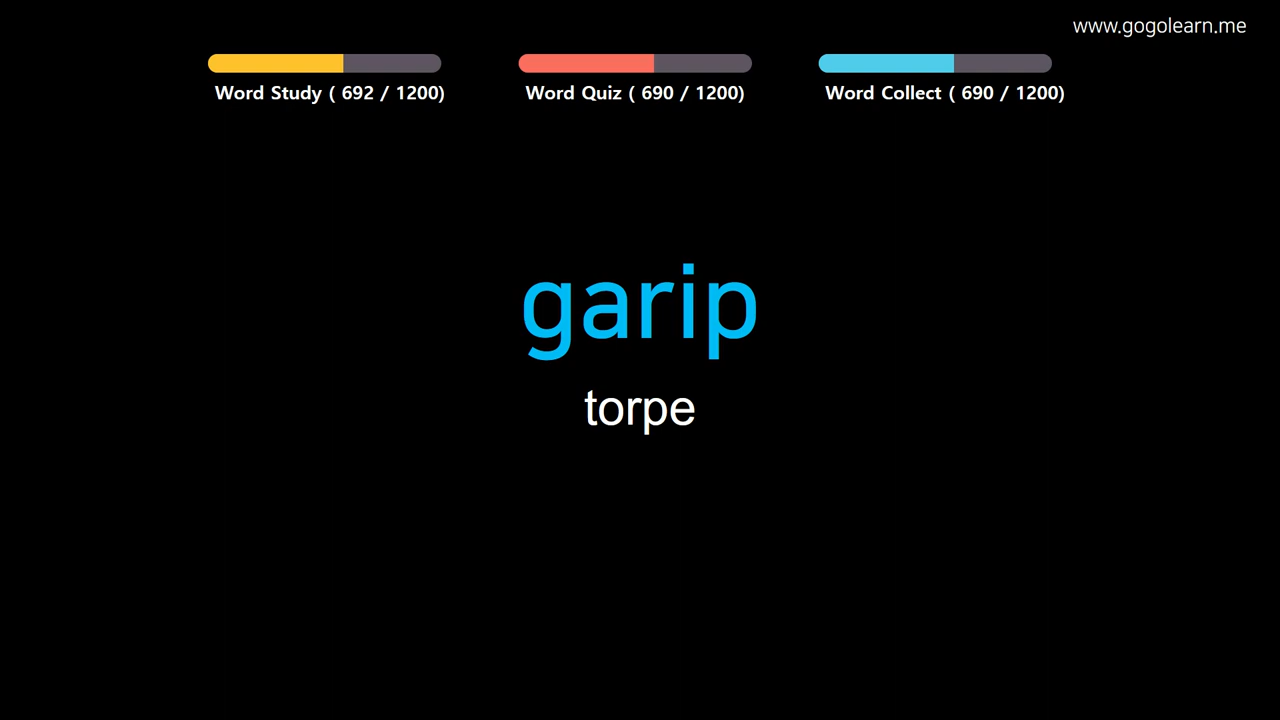 www.gogolearn.me
Word Study ( 692 / 1200)
Word Quiz ( 690 / 1200)
Word Collect ( 690 / 1200)
garip
torpe